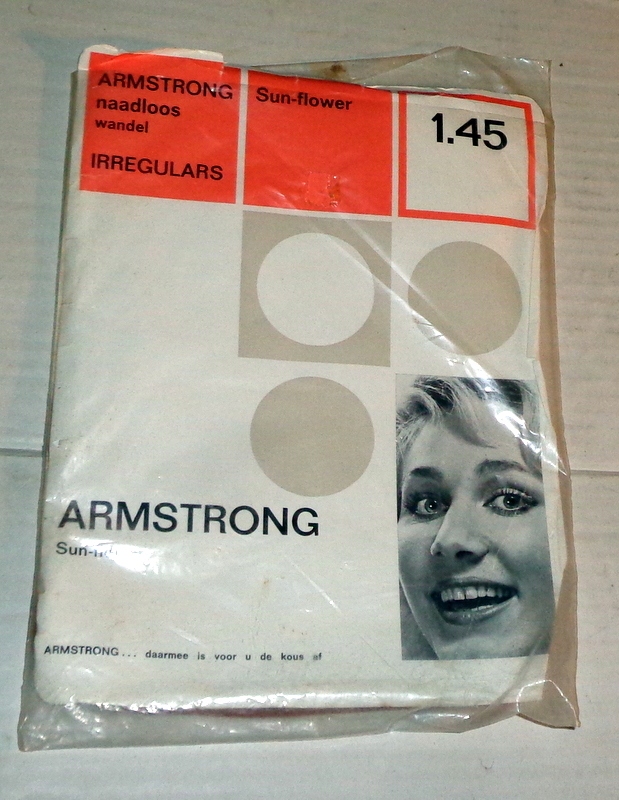 ARMSTRONG
naadloos
wandel
IRREGULARS
Sun-flower
1.45
ARMSTRONG
ARMSTRONG... daarmee is voor u de kous af